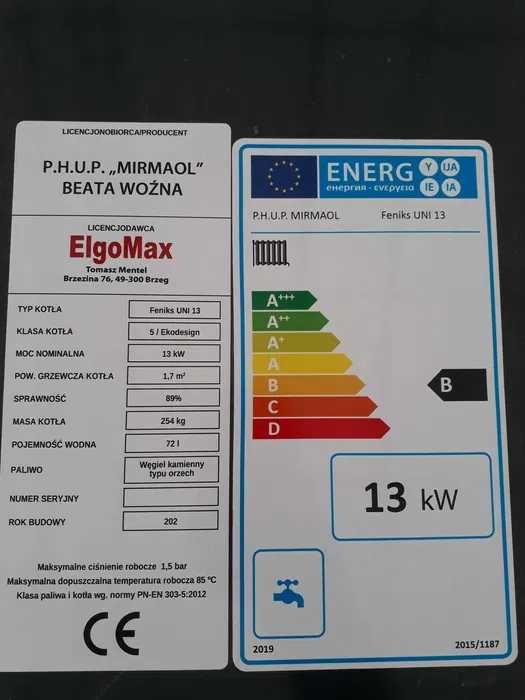 LICENCJONOBIORCA/PRODUCENT
P.H.U.P. „MIRMAOL”
BEATA WOŹNA
LICENCJODAWCA
ElgoMax
Tomasz Mentel
Brzezina 76, 49-300 Brzeg
TYP KOTŁA Feniks UNI 13
KLASA KOTŁA 5 / Ekodesign
MOC NOMINALNA 13 kW
POW. GRZEWCZA KOTŁA 1,7 m²
SPRAWNOŚĆ 89%
MASA KOTŁA 254 kg
POJEMNOŚĆ WODNA 72 l
PALIWO Węgiel kamienny
typu orzech
NUMER SERYJNY
ROK BUDOWY 202
Maksymalne ciśnienie robocze 1,5 bar
Maksymalna dopuszczalna temperatura robocza 85 ºC
Klasa paliwa i kotła wg. normy PN-EN 303-5:2012
CE
ENERG Y UA
енергия · ενεργεια IE IA
P.H.U.P. MIRMAOL Feniks UNI 13
A+++
A++
A+
A
B B
C
D
13 kW
2019 2015/1187